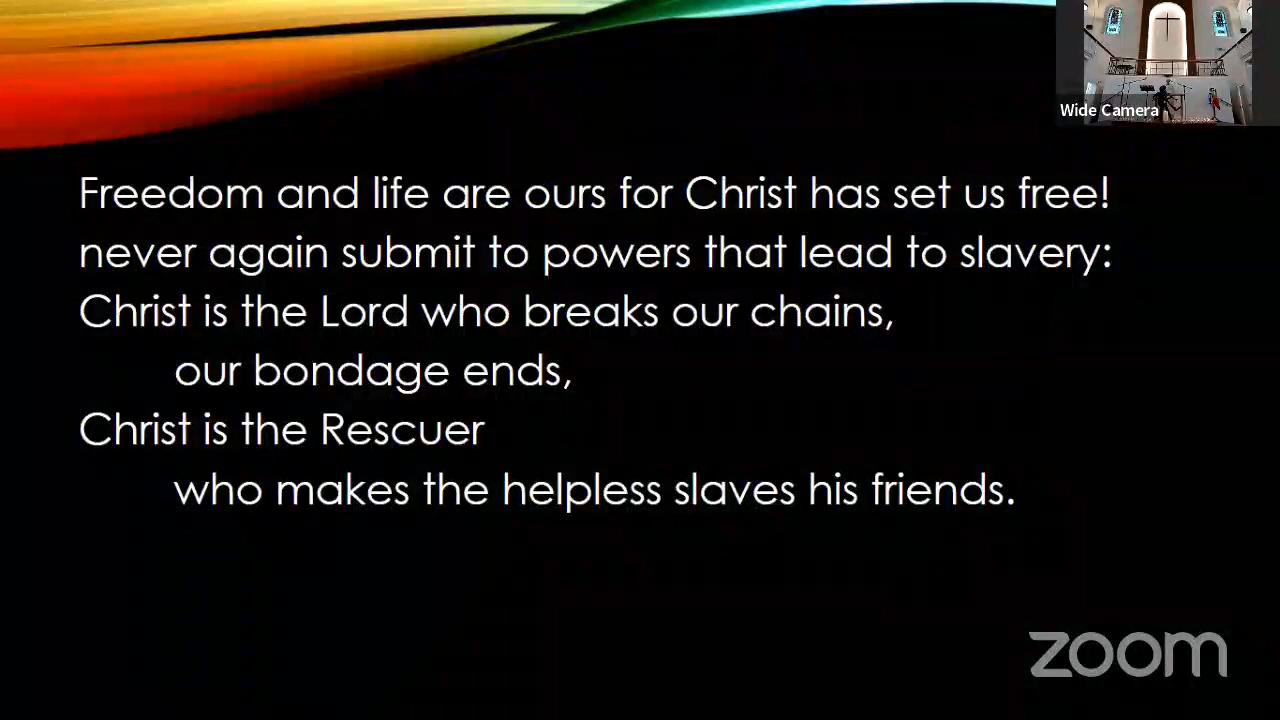 Wide Camera
Freedom and life are ours for Christ has set us free!
never again submit to powers that lead to slavery:
Christ is the Lord who breaks our chains,
our bondage ends,
Christ is the Rescuer
who makes the helpless slaves his friends.
zoom